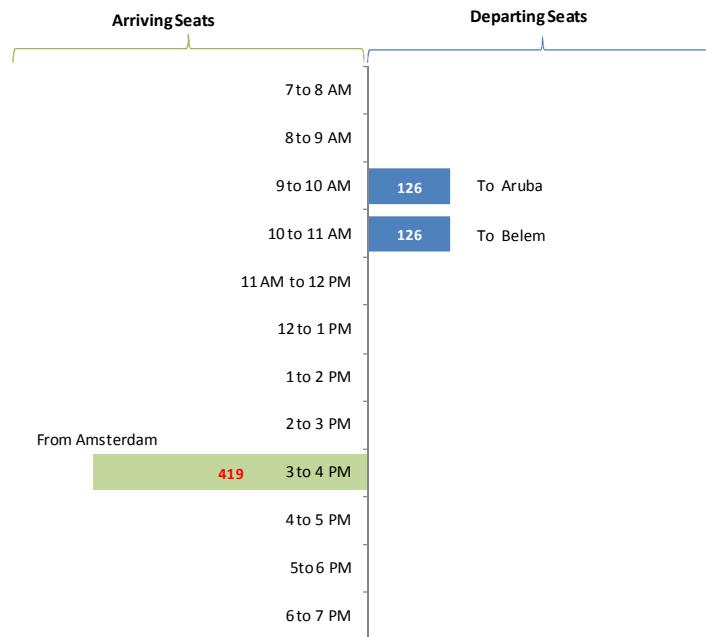 Arriving Seats
Departing Seats
7 to 8 AM
8 to 9 AM
9 to 10 AM 126 To Aruba
10 to 11 AM 126 To Belem
11 AM to 12 PM
12 to 1 PM
1 to 2 PM
2 to 3 PM
From Amsterdam
419 3 to 4 PM
4 to 5 PM
5to 6 PM
6 to 7 PM